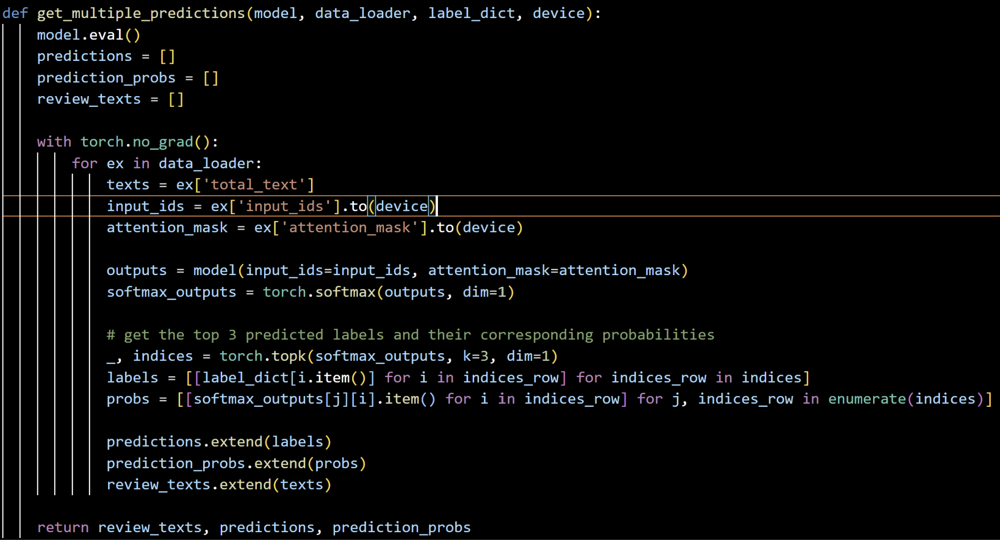 def get_multiple_predictions(model, data_loader, label_dict, device):
    model.eval()
    predictions = []
    prediction_probs = []
    review_texts = []

    with torch.no_grad():
        for ex in data_loader:
            texts = ex['total_text']
            input_ids = ex['input_ids'].to(device)
            attention_mask = ex['attention_mask'].to(device)

            outputs = model(input_ids=input_ids, attention_mask=attention_mask)
            softmax_outputs = torch.softmax(outputs, dim=1)

            # get the top 3 predicted labels and their corresponding probabilities
            _, indices = torch.topk(softmax_outputs, k=3, dim=1)
            labels = [[label_dict[i.item()] for i in indices_row] for indices_row in indices]
            probs = [[softmax_outputs[j][i].item() for i in indices_row] for j, indices_row in enumerate(indices)]

            predictions.extend(labels)
            prediction_probs.extend(probs)
            review_texts.extend(texts)

    return review_texts, predictions, prediction_probs